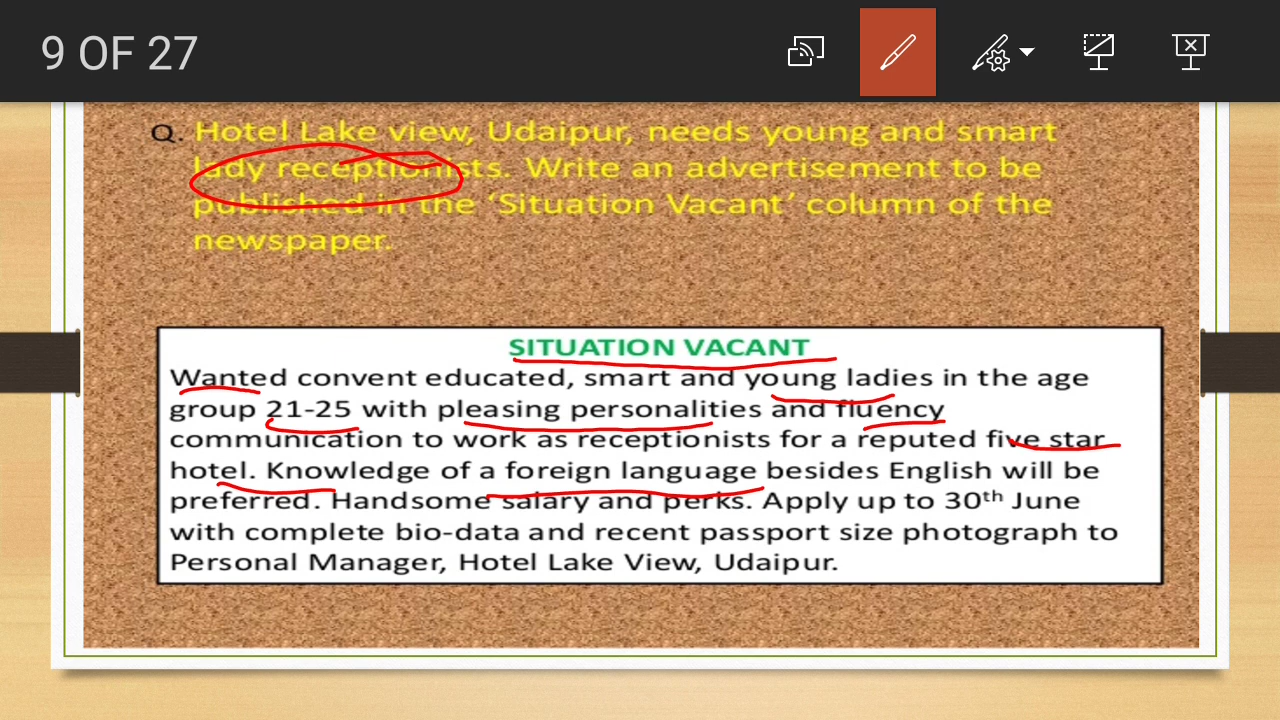 9 OF 27
Q. Hotel Lake view, Udaipur, needs young and smart
lady receptionists. Write an advertisement to be
published in the ‘Situation Vacant’ column of the
newspaper.
SITUATION VACANT
Wanted convent educated, smart and young ladies in the age
group 21-25 with pleasing personalities and fluency
communication to work as receptionists for a reputed five star
hotel. Knowledge of a foreign language besides English will be
preferred. Handsome salary and perks. Apply up to 30th June
with complete bio-data and recent passport size photograph to
Personal Manager, Hotel Lake View, Udaipur.